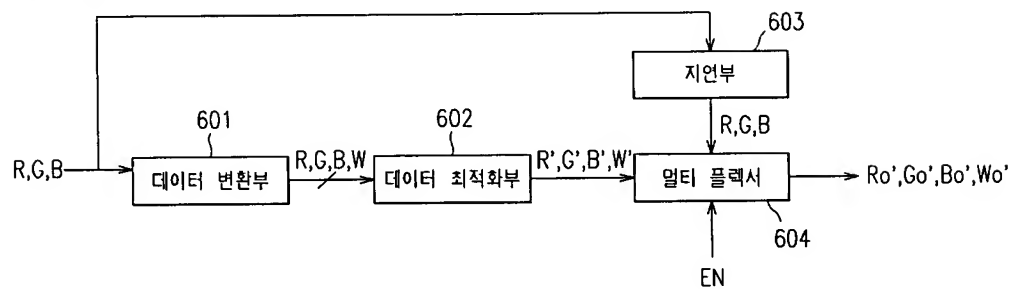 603
지연부
R,G,B
601
602
R,G,B
데이터 변환부
R,G,B,W
데이터 최적화부
R',G',B',W'
멀티 플렉서
Ro',Go',Bo',Wo'
604
EN